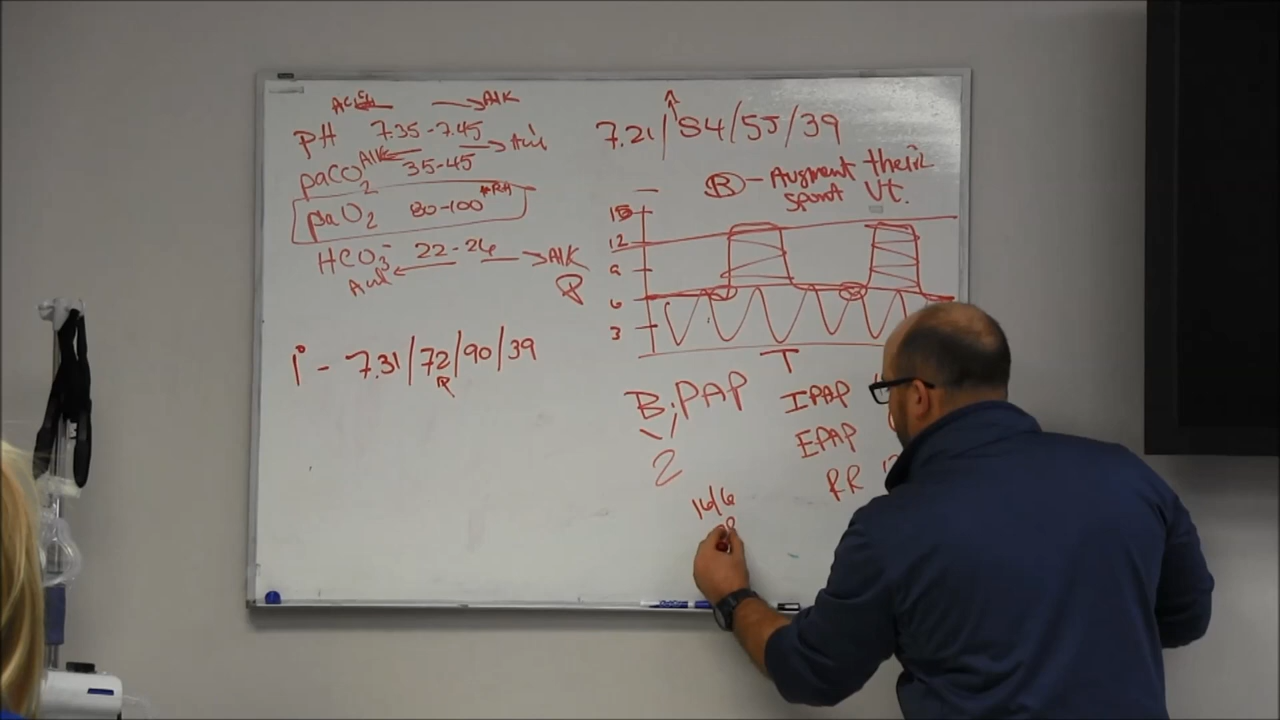 Acid → Alk
pH 7.35-7.45
Alk ← → Acid
paCO2 35-45
paO2 80-100 *RA
HCO3- 22-26 → Alk
Acid ←
1° - 7.31/72/90/39
R
7.21/84/55/39
B - Augment their
spont Vt.
15
12
9
6
3
T
BiPAP
2
IPAP
EPAP
RR 12
16/6